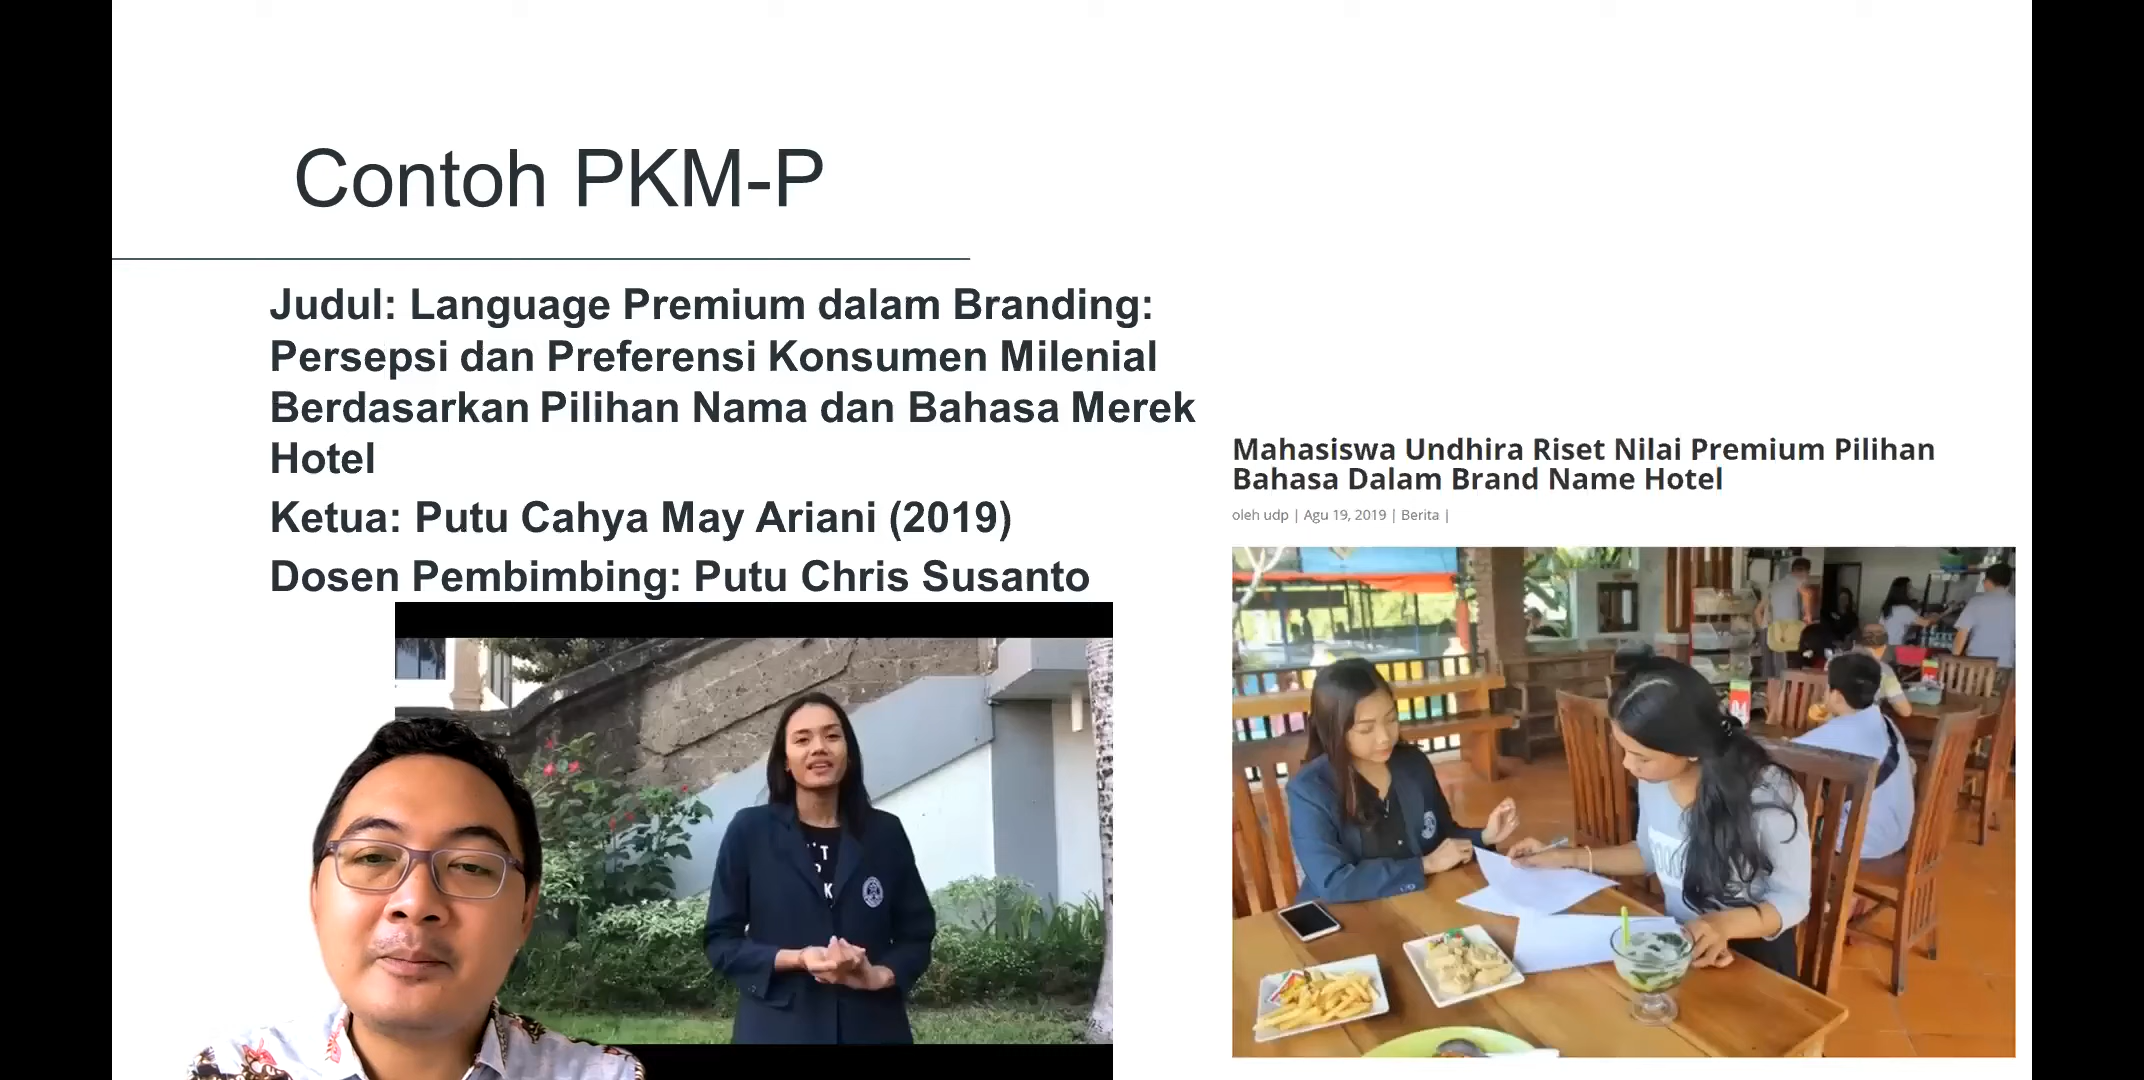 Contoh PKM-P
Judul: Language Premium dalam Branding:
Persepsi dan Preferensi Konsumen Milenial
Berdasarkan Pilihan Nama dan Bahasa Merek
Hotel
Ketua: Putu Cahya May Ariani (2019)
Dosen Pembimbing: Putu Chris Susanto
Mahasiswa Undhira Riset Nilai Premium Pilihan
Bahasa Dalam Brand Name Hotel
oleh udp | Agu 19, 2019 | Berita |